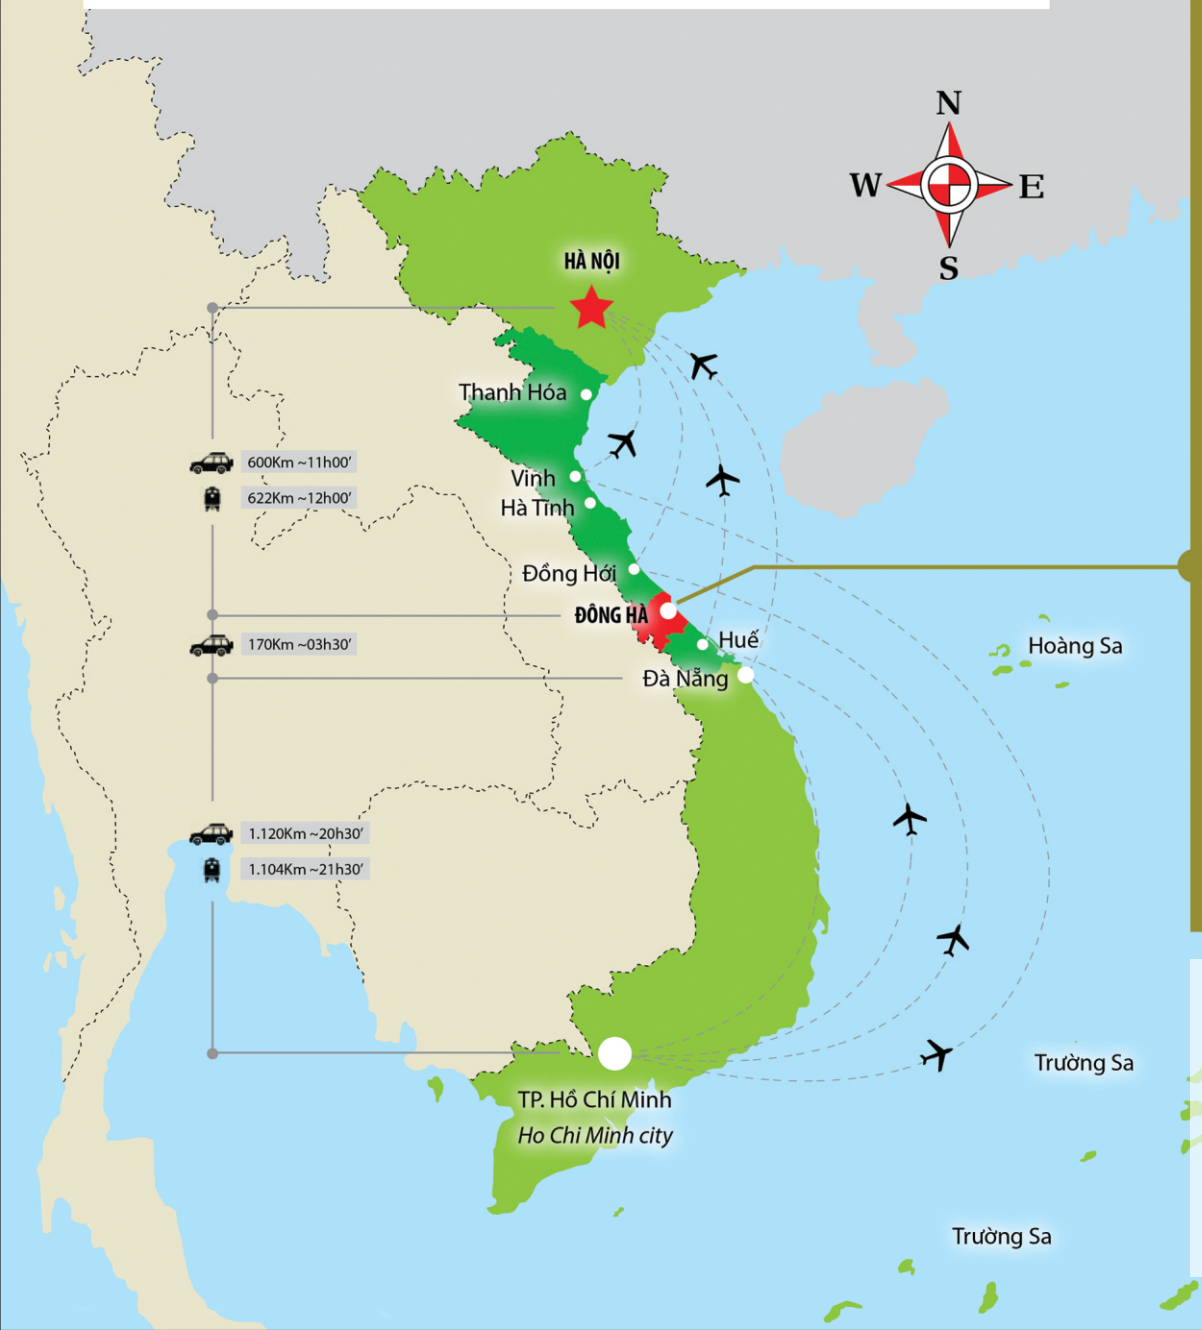 N
W
E
S
HÀ NỘI
Thanh Hóa
600Km ~11h00’
Vinh
622Km ~12h00’
Hà Tĩnh
Đồng Hới
ĐÔNG HÀ
Huế
170Km ~03h30’
Hoàng Sa
Đà Nẵng
1.120Km ~20h30’
1.104Km ~21h30’
Trường Sa
TP. Hồ Chí Minh
Ho Chi Minh city
Trường Sa